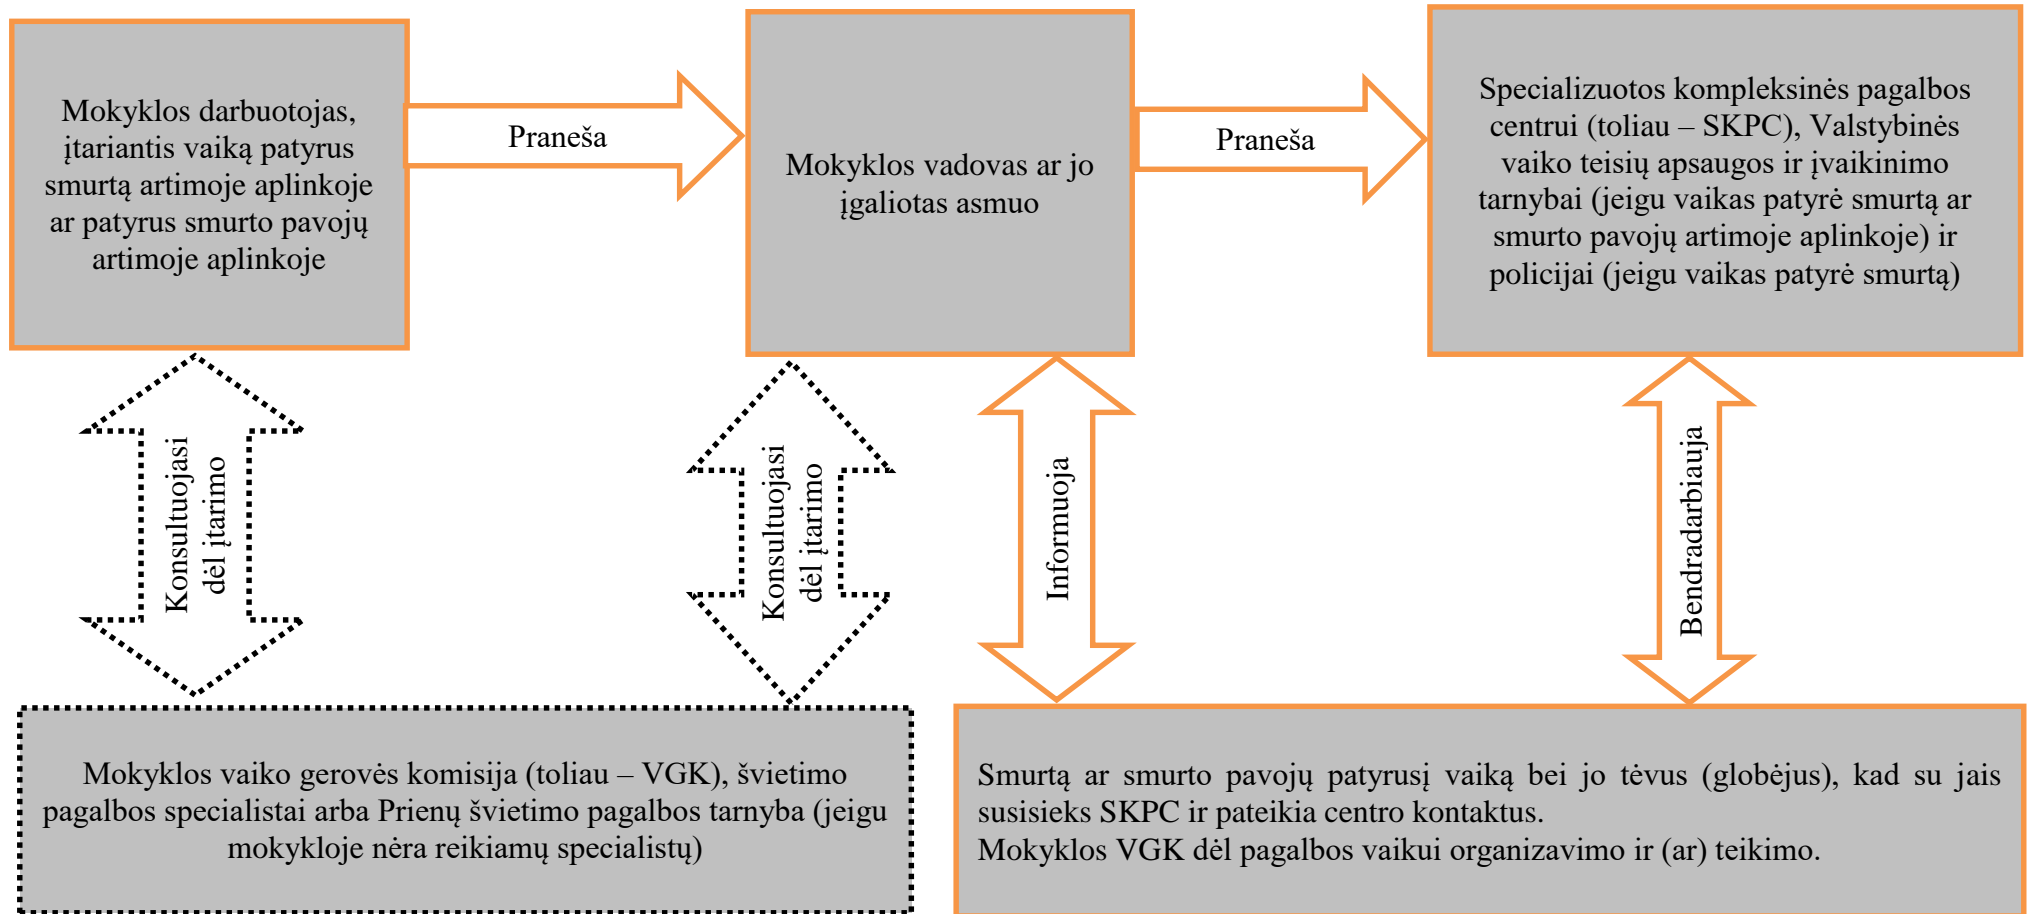 Mokyklos darbuotojas,
įtariantis vaiką patyrus
smurtą artimoje aplinkoje
ar patyrus smurto pavojų
artimoje aplinkoje
Praneša
Mokyklos vadovas ar jo
įgaliotas asmuo
Praneša
Specializuotos kompleksinės pagalbos
centrui (toliau – SKPC), Valstybinės
vaiko teisių apsaugos ir įvaikinimo
tarnybai (jeigu vaikas patyrė smurtą ar
smurto pavojų artimoje aplinkoje) ir
policijai (jeigu vaikas patyrė smurtą)
Konsultuojasi
dėl įtarimo
Konsultuojasi
dėl įtarimo
Informuoja
Bendradarbiauja
Mokyklos vaiko gerovės komisija (toliau – VGK), švietimo
pagalbos specialistai arba Prienų švietimo pagalbos tarnyba (jeigu
mokykloje nėra reikiamų specialistų)
Smurtą ar smurto pavojų patyrusį vaiką bei jo tėvus (globėjus), kad su jais
susisieks SKPC ir pateikia centro kontaktus.
Mokyklos VGK dėl pagalbos vaikui organizavimo ir (ar) teikimo.